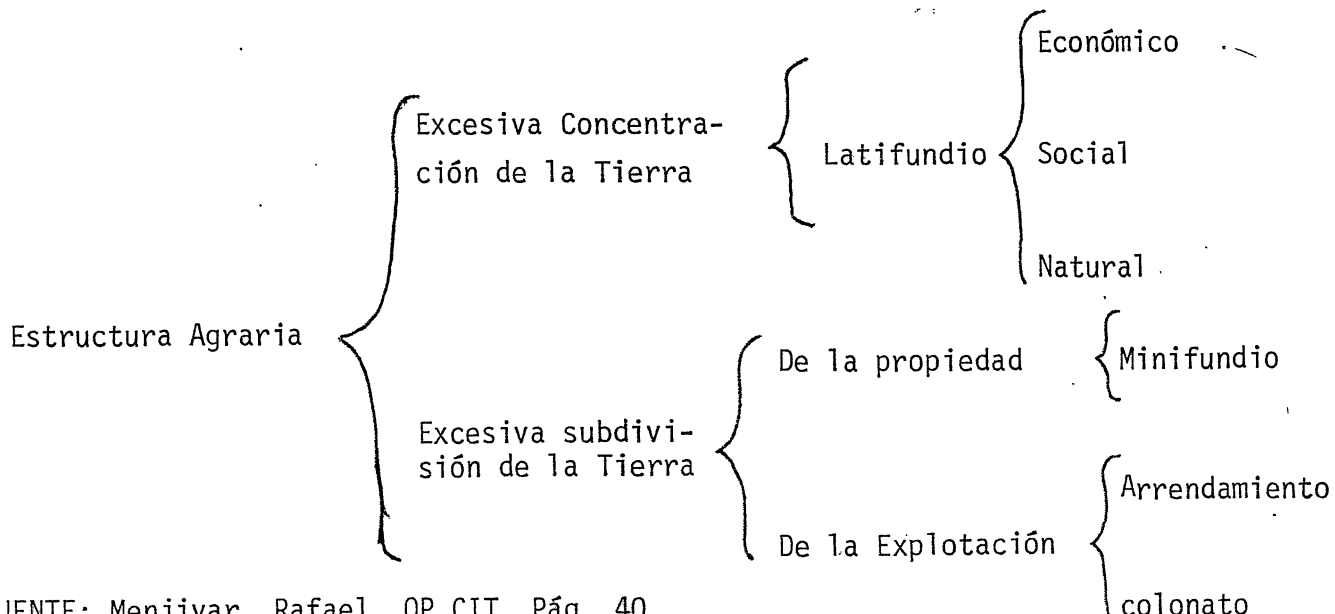 Económico
Excesiva Concentra-
ción de la Tierra
Latifundio
Social
Natural
Estructura Agraria
De la propiedad
Minifundio
Excesiva subdivi-
sión de la Tierra
Arrendamiento
De la Explotación
colonato
UENTE: Menjivar, Rafael, OP CIT. Pág. 40